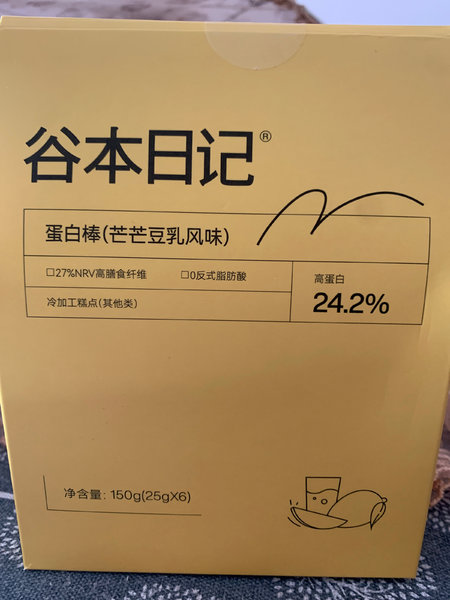 谷本日记®
蛋白棒(芒芒豆乳风味)
□27%NRV高膳食纤维 □0反式脂肪酸
冷加工糕点(其他类)
高蛋白
24.2%
净含量: 150g(25gX6)